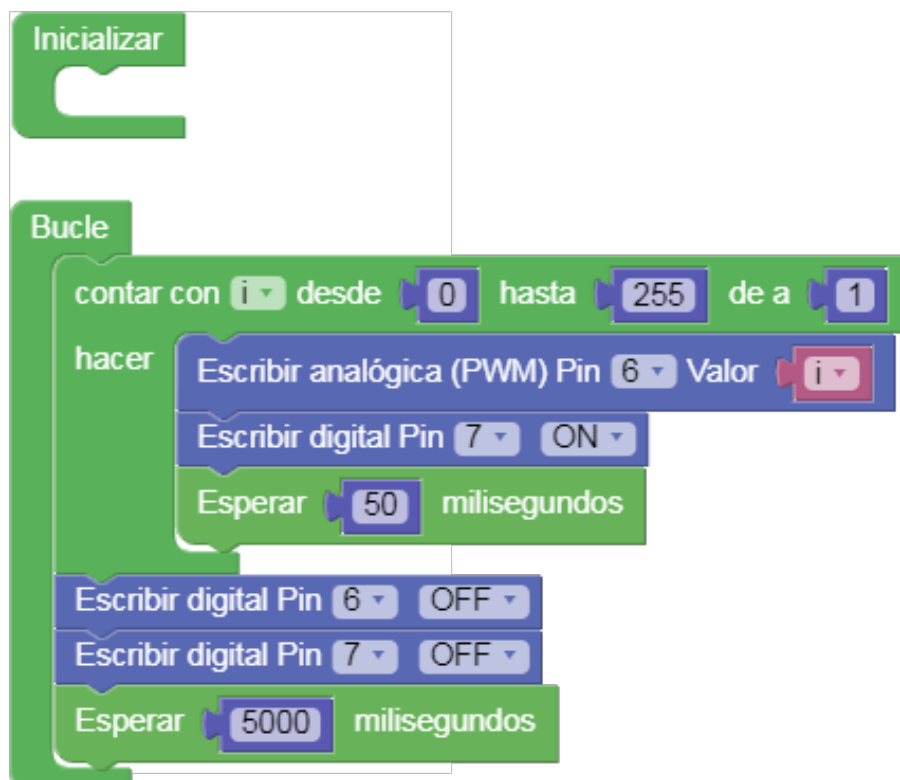 Inicializar
Bucle
contar con i desde 0 hasta 255 de a 1
hacer
Escribir analógica (PWM) Pin 6 Valor i
Escribir digital Pin 7 ON
Esperar 50 milisegundos
Escribir digital Pin 6 OFF
Escribir digital Pin 7 OFF
Esperar 5000 milisegundos